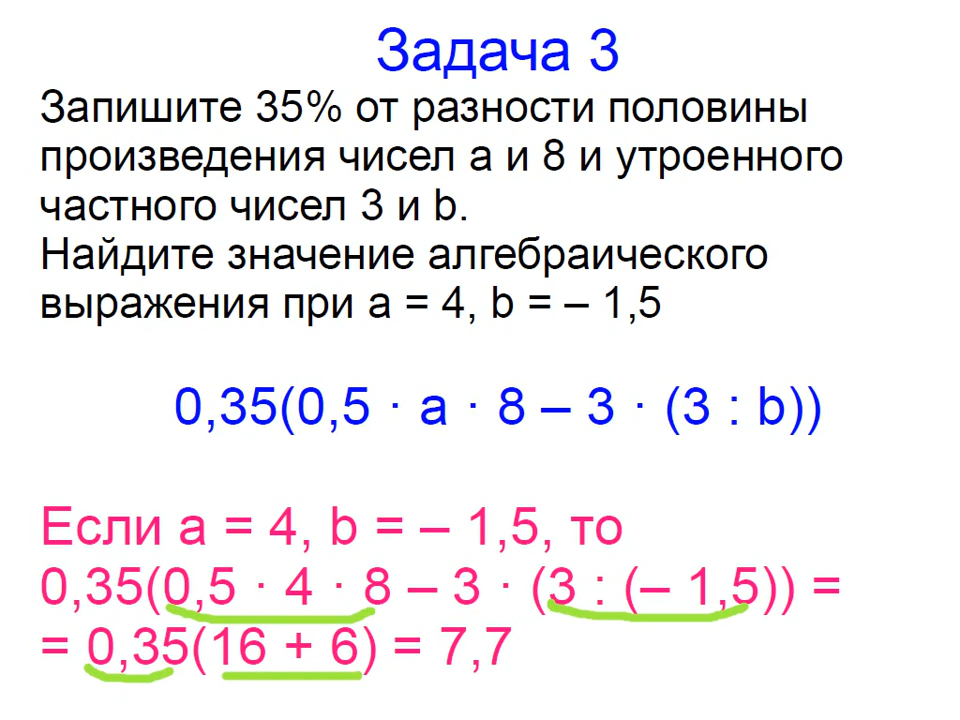 Задача 3
Запишите 35% от разности половины
произведения чисел a и 8 и утроенного
частного чисел 3 и b.
Найдите значение алгебраического
выражения при a = 4, b = – 1,5
0,35(0,5 · a · 8 – 3 · (3 : b))
Если a = 4, b = – 1,5, то
0,35(0,5 · 4 · 8 – 3 · (3 : (– 1,5)) =
= 0,35(16 + 6) = 7,7